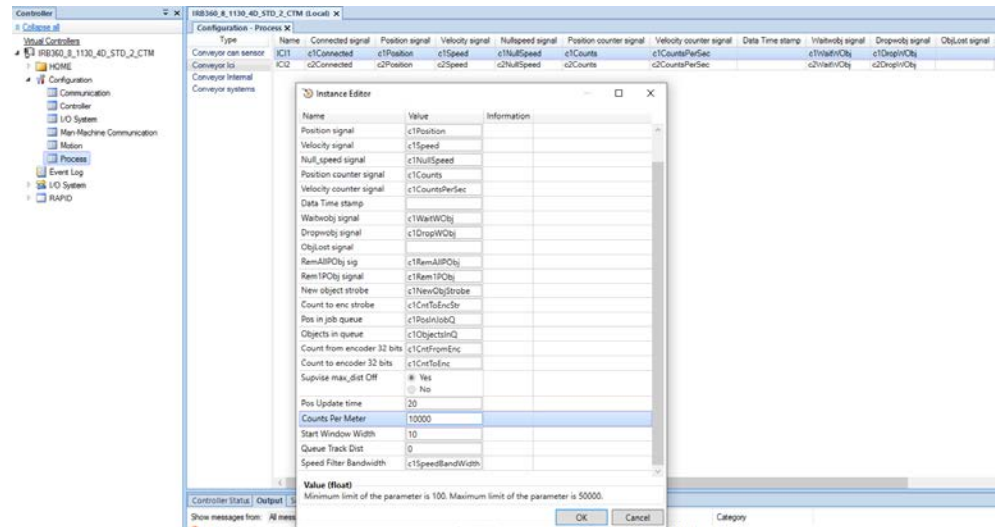 Controller
IRB360_8_1130_4D_STD_2_CTM (Local)
Collapse all
Virtual Controllers
IRB360_8_1130_4D_STD_2_CTM
HOME
Configuration
Communication
Controller
I/O System
Man-Machine Communication
Motion
Process
Event Log
I/O System
RAPID
Configuration - Process
Type Name Connected signal Position signal Velocity signal Nullspeed signal Position counter signal Velocity counter signal Data Time stamp Waitwobj signal Dropwobj signal ObjLost signal
Conveyor can sensor ICI1 c1Connected c1Position c1Speed c1NullSpeed c1Counts c1CountsPerSec c1WaitWObj c1DropWObj
Conveyor Ici ICI2 c2Connected c2Position c2Speed c2NullSpeed c2Counts c2CountsPerSec c2WaitWObj c2DropWObj
Conveyor Internal
Conveyor systems
Instance Editor
Name Value Information
Position signal c1Position
Velocity signal c1Speed
Null_speed signal c1NullSpeed
Position counter signal c1Counts
Velocity counter signal c1CountsPerSec
Data Time stamp
Waitwobj signal c1WaitWObj
Dropwobj signal c1DropWObj
ObjLost signal
RemAllPObj sig c1RemAllPObj
Rem1PObj signal c1Rem1PObj
New object strobe c1NewObjStrobe
Count to enc strobe c1CntToEncStr
Pos in job queue c1PosInJobQ
Objects in queue c1ObjectsInQ
Count from encoder 32 bits c1CntFromEnc
Count to encoder 32 bits c1CntToEnc
Supvise max_dist Off Yes
No
Pos Update time 20
Counts Per Meter 10000
Start Window Width 10
Queue Track Dist 0
Speed Filter Bandwidth c1SpeedBandWidth
Value (float)
Minimum limit of the parameter is 100. Maximum limit of the parameter is 50000.
OK Cancel
Controller Status Output
Show messages from: All mess
Category